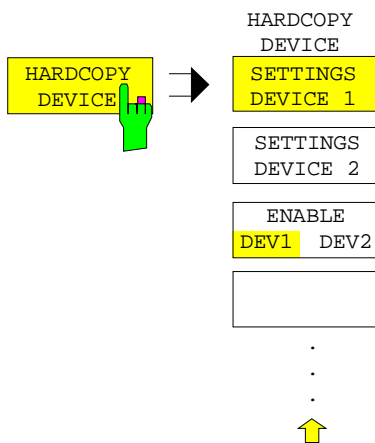 HARDCOPY
DEVICE
HARDCOPY
DEVICE
SETTINGS
DEVICE 1
SETTINGS
DEVICE 2
ENABLE
DEV1 DEV2
.
.
.